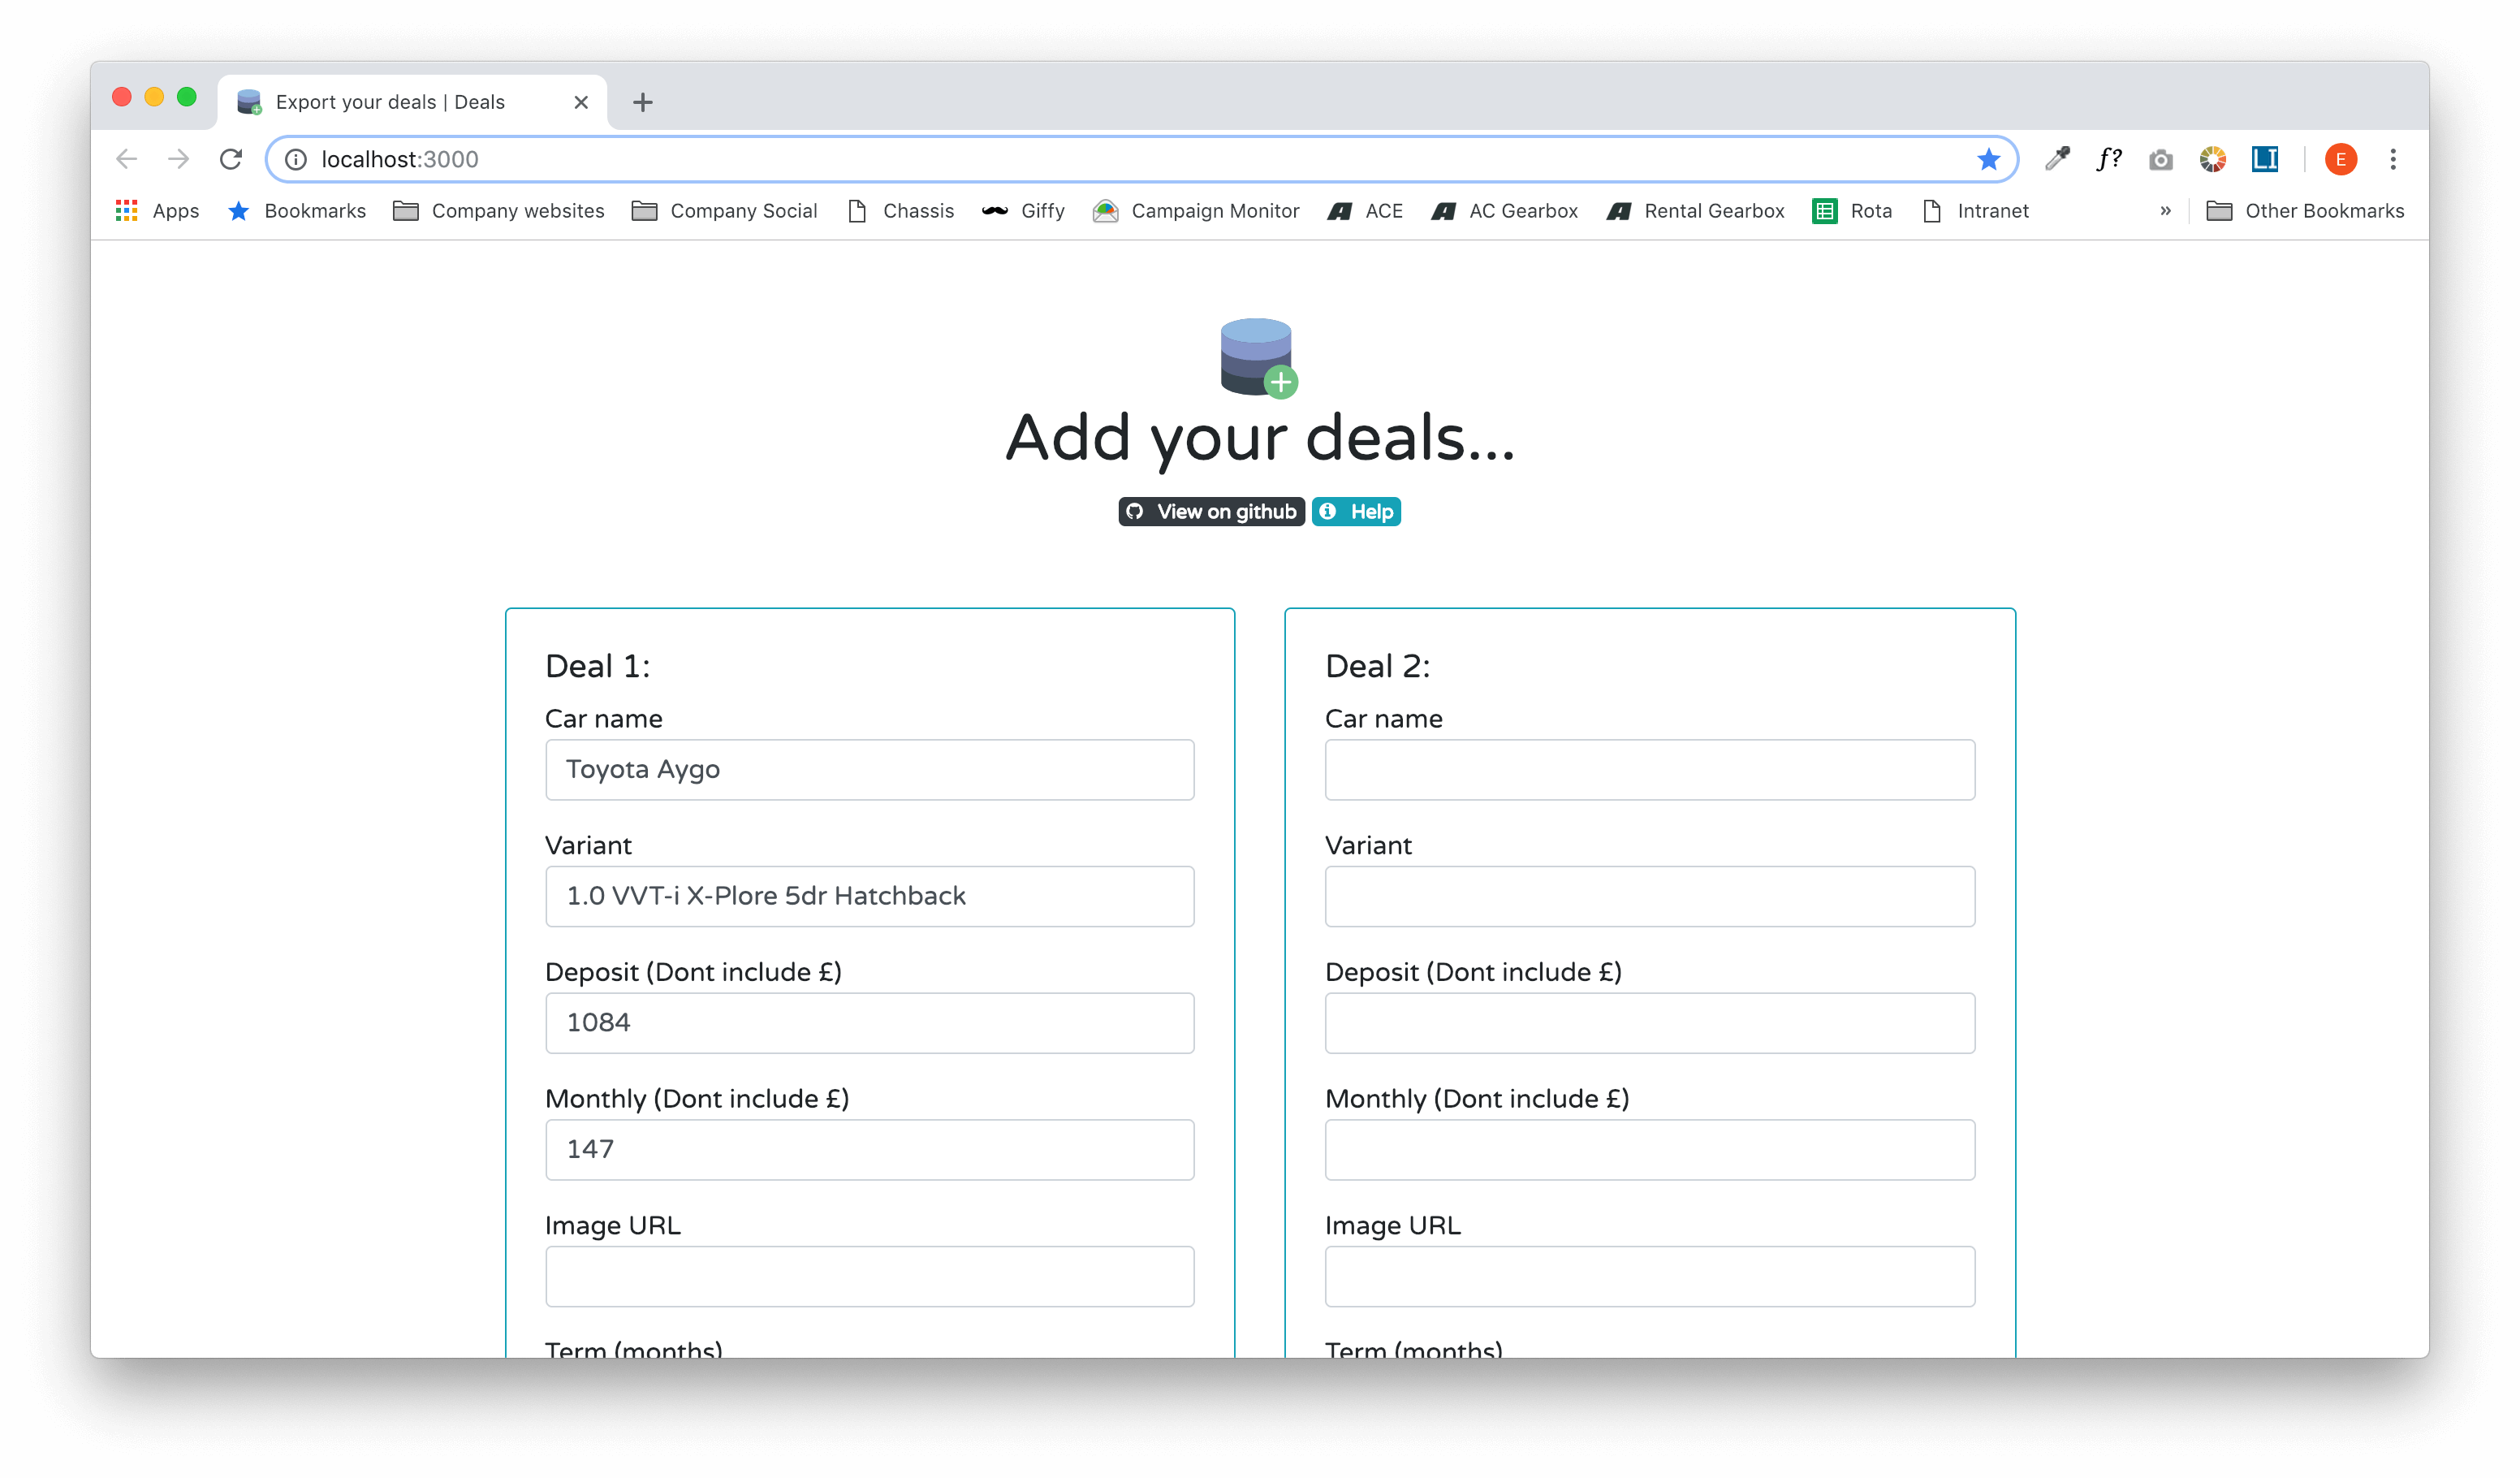 Export your deals | Deals
localhost:3000
f?
LI
E
Apps Bookmarks Company websites Company Social Chassis Giffy Campaign Monitor ACE AC Gearbox Rental Gearbox Rota Intranet » Other Bookmarks
Add your deals...
View on github Help
Deal 1:
Car name
Toyota Aygo
Variant
1.0 VVT-i X-Plore 5dr Hatchback
Deposit (Dont include £)
1084
Monthly (Dont include £)
147
Image URL
Term (months)
Deal 2:
Car name
Variant
Deposit (Dont include £)
Monthly (Dont include £)
Image URL
Term (months)